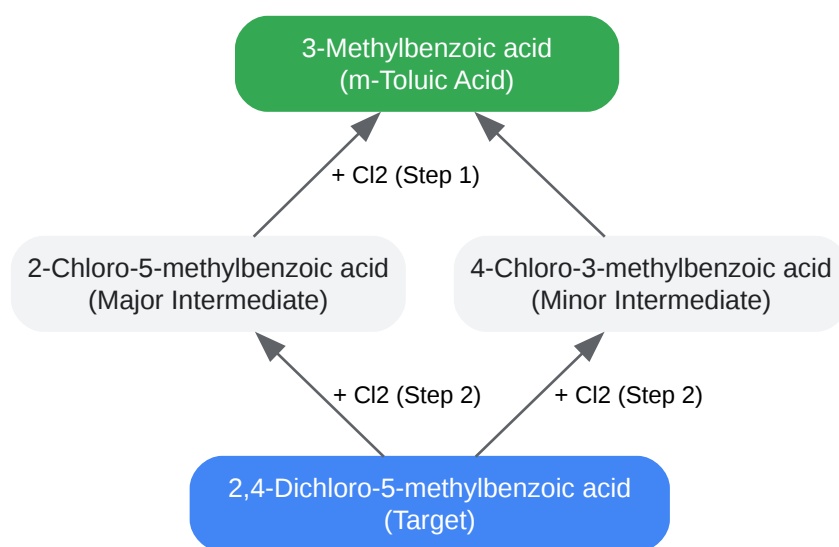 3-Methylbenzoic acid
(m-Toluic Acid)
+ Cl2 (Step 1)
2-Chloro-5-methylbenzoic acid
(Major Intermediate)
4-Chloro-3-methylbenzoic acid
(Minor Intermediate)
+ Cl2 (Step 2)
+ Cl2 (Step 2)
2,4-Dichloro-5-methylbenzoic acid
(Target)